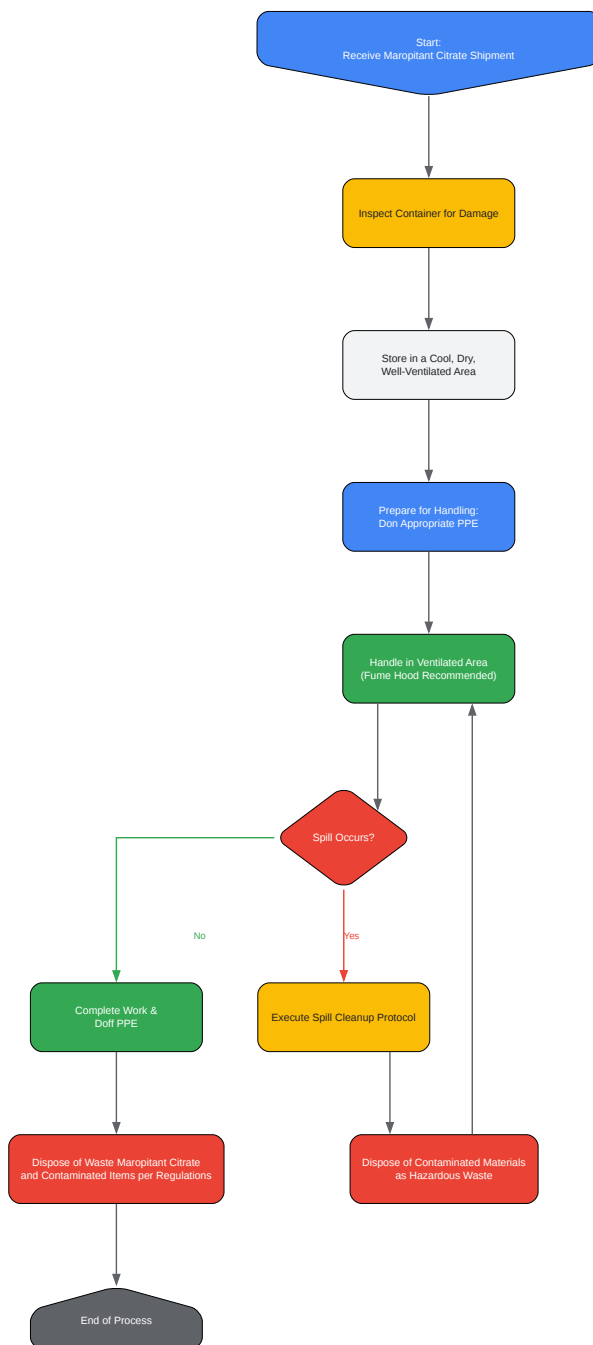 Start:
Receive Maropitant Citrate Shipment
Inspect Container for Damage
Store in a Cool, Dry,
Well-Ventilated Area
Prepare for Handling:
Don Appropriate PPE
Handle in Ventilated Area
(Fume Hood Recommended)
Spill Occurs?
No
Yes
Complete Work &
Doff PPE
Execute Spill Cleanup Protocol
Dispose of Waste Maropitant Citrate
and Contaminated Items per Regulations
Dispose of Contaminated Materials
as Hazardous Waste
End of Process